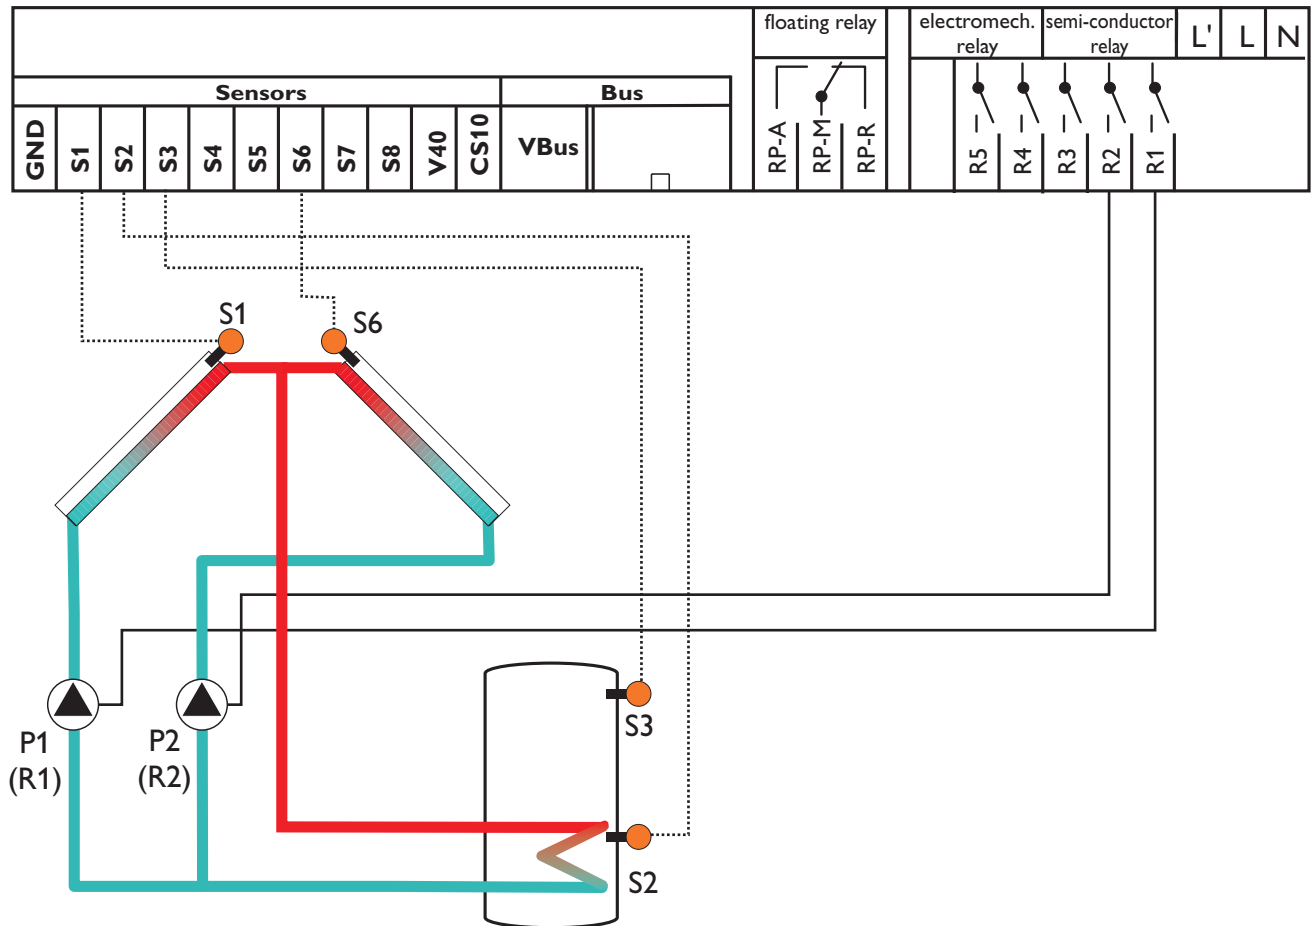 floating relay
electromech. relay
semi-conductor relay
L'
L
N
Sensors
Bus
GND
S1
S2
S3
S4
S5
S6
S7
S8
V40
CS10
VBus
RP-A
RP-M
RP-R
R5
R4
R3
R2
R1
S1
S6
S3
P1
(R1)
P2
(R2)
S2